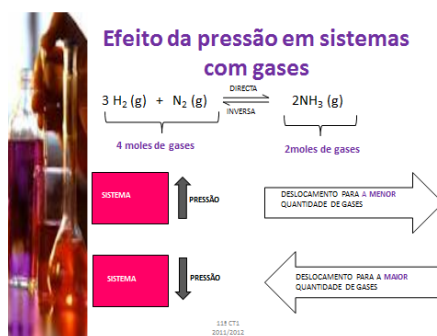 Efeito da pressão em sistemas
com gases
DIRECTA
3 H₂ (g) + N₂ (g) 2NH₃ (g)
INVERSA
4 moles de gases 2moles de gases
SISTEMA
PRESSÃO
DESLOCAMENTO PARA A MENOR
QUANTIDADE DE GASES
SISTEMA
PRESSÃO
DESLOCAMENTO PARA A MAIOR
QUANTIDADE DE GASES
11º CT1
2011/2012